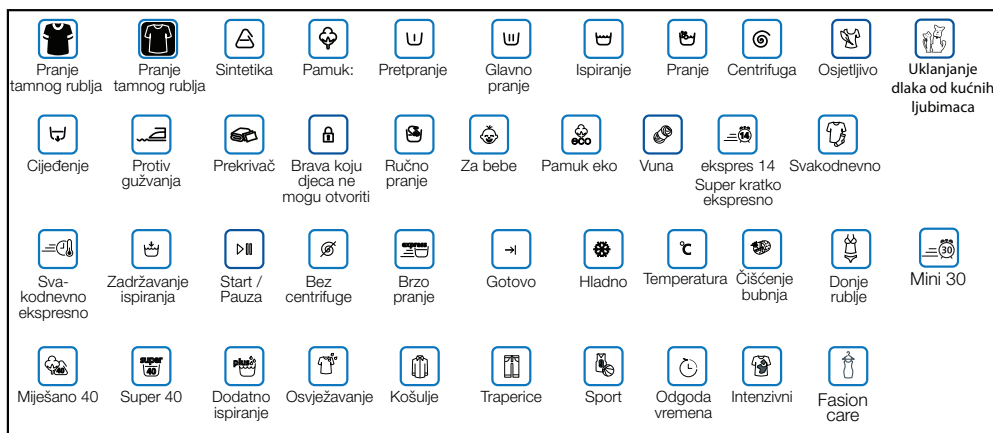 Pranje tamnog rublja
Pranje tamnog rublja
Sintetika
Pamuk:
Pretpranje
Glavno pranje
Ispiranje
Pranje
Centrifuga
Osjetljivo
Uklanjanje dlaka od kućnih ljubimaca
Cijeđenje
Protiv gužvanja
Prekrivač
Brava koju djeca ne mogu otvoriti
Ručno pranje
Za bebe
eco
Pamuk eko
Vuna
14
ekspres 14
Super kratko ekspresno
Svakodnevno
Sva-
kodnevno
ekspresno
Zadržavanje ispiranja
Start / Pauza
Bez centrifuge
express
Brzo pranje
Gotovo
Hladno
°C
Temperatura
Čišćenje bubnja
Donje rublje
30
Mini 30
40
Miješano 40
super
40
Super 40
plus
Dodatno ispiranje
Osvježavanje
Košulje
Traperice
Sport
Odgoda vremena
Intenzivni
Fasion care